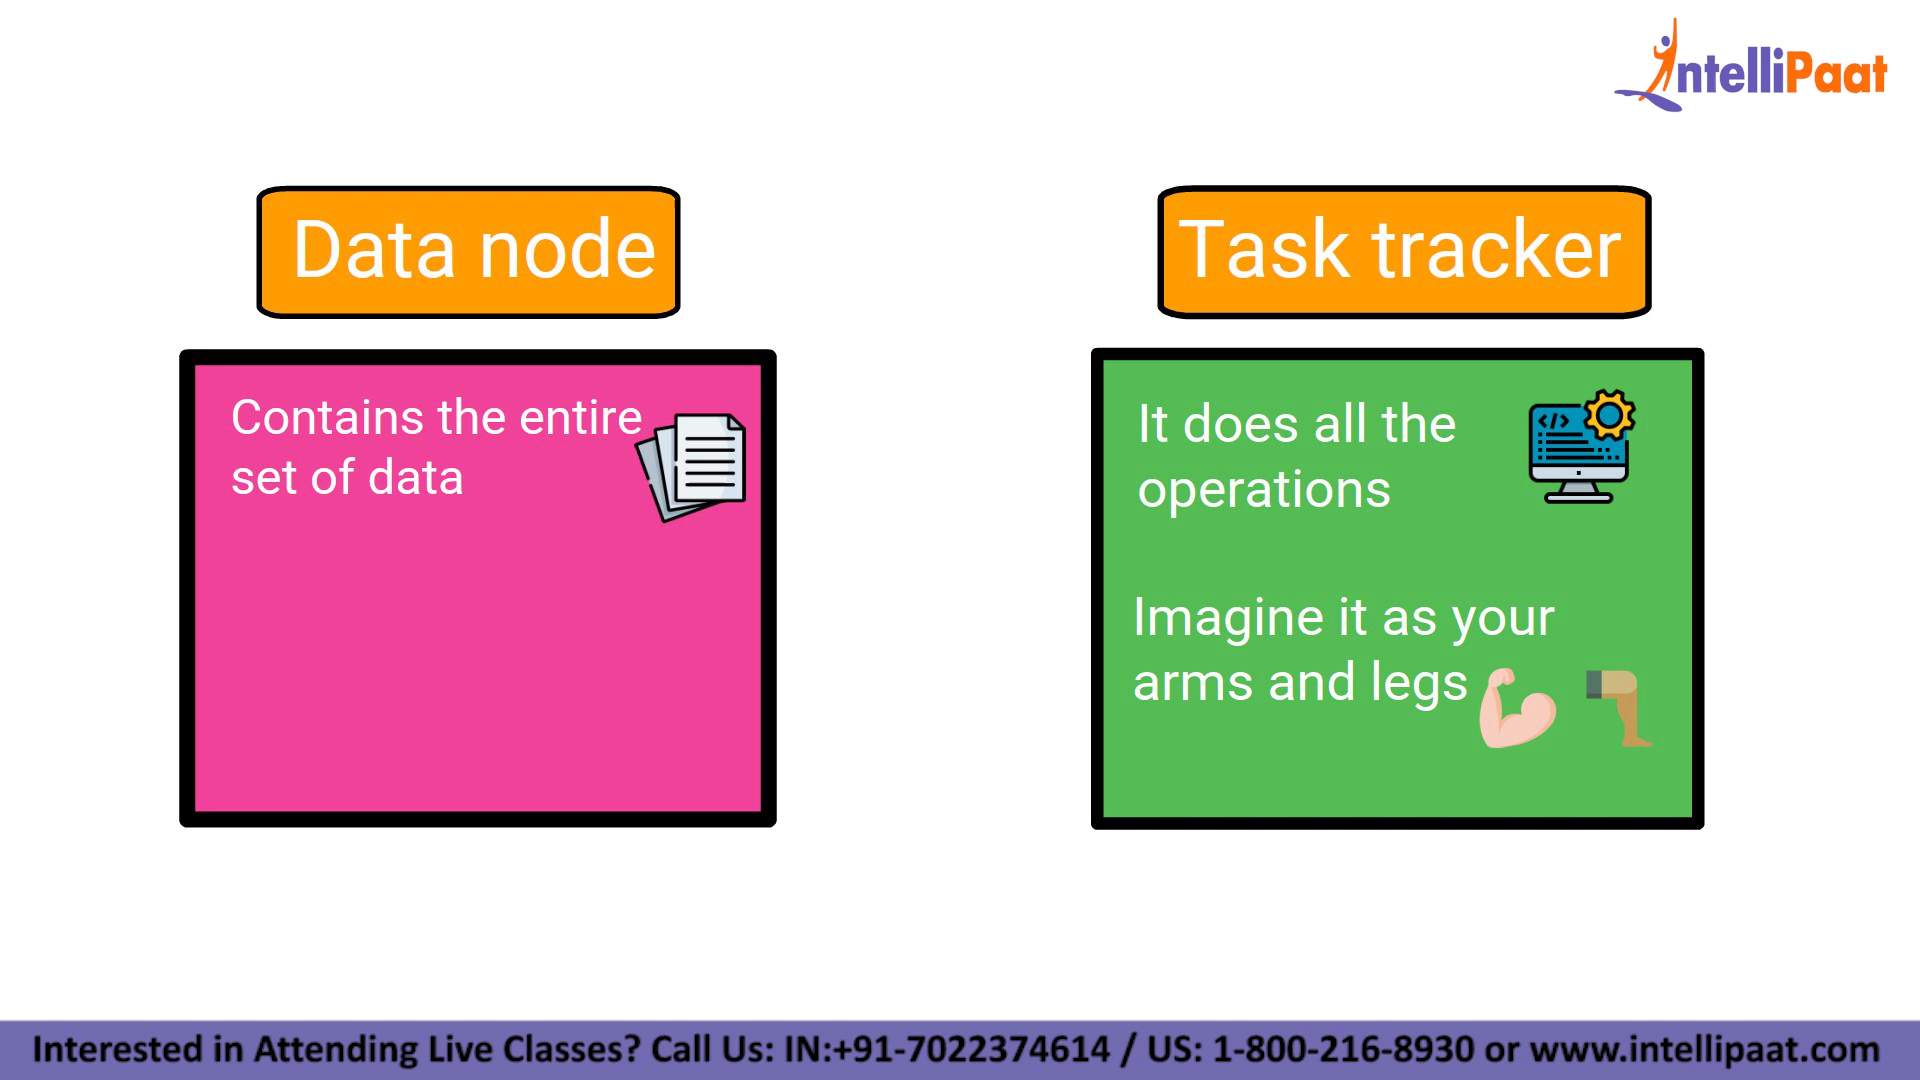 IntelliPaat
Data node
Task tracker
Contains the entire
set of data
It does all the
operations
Imagine it as your
arms and legs
Interested in Attending Live Classes? Call Us: IN:+91-7022374614 / US: 1-800-216-8930 or www.intellipaat.com